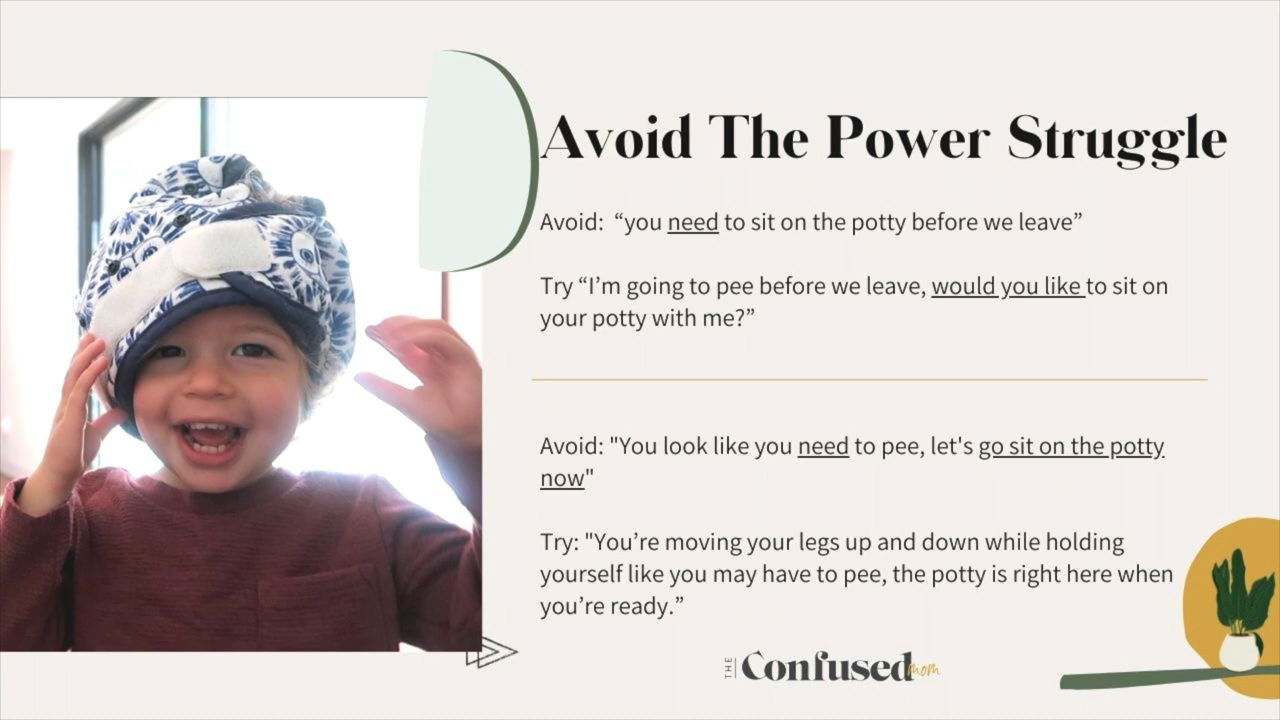 Avoid The Power Struggle
Avoid:  “you need to sit on the potty before we leave”
Try “I’m going to pee before we leave, would you like to sit on
your potty with me?”
Avoid: "You look like you need to pee, let's go sit on the potty
now"
Try: "You’re moving your legs up and down while holding
yourself like you may have to pee, the potty is right here when
you’re ready.”
THE Confused mom